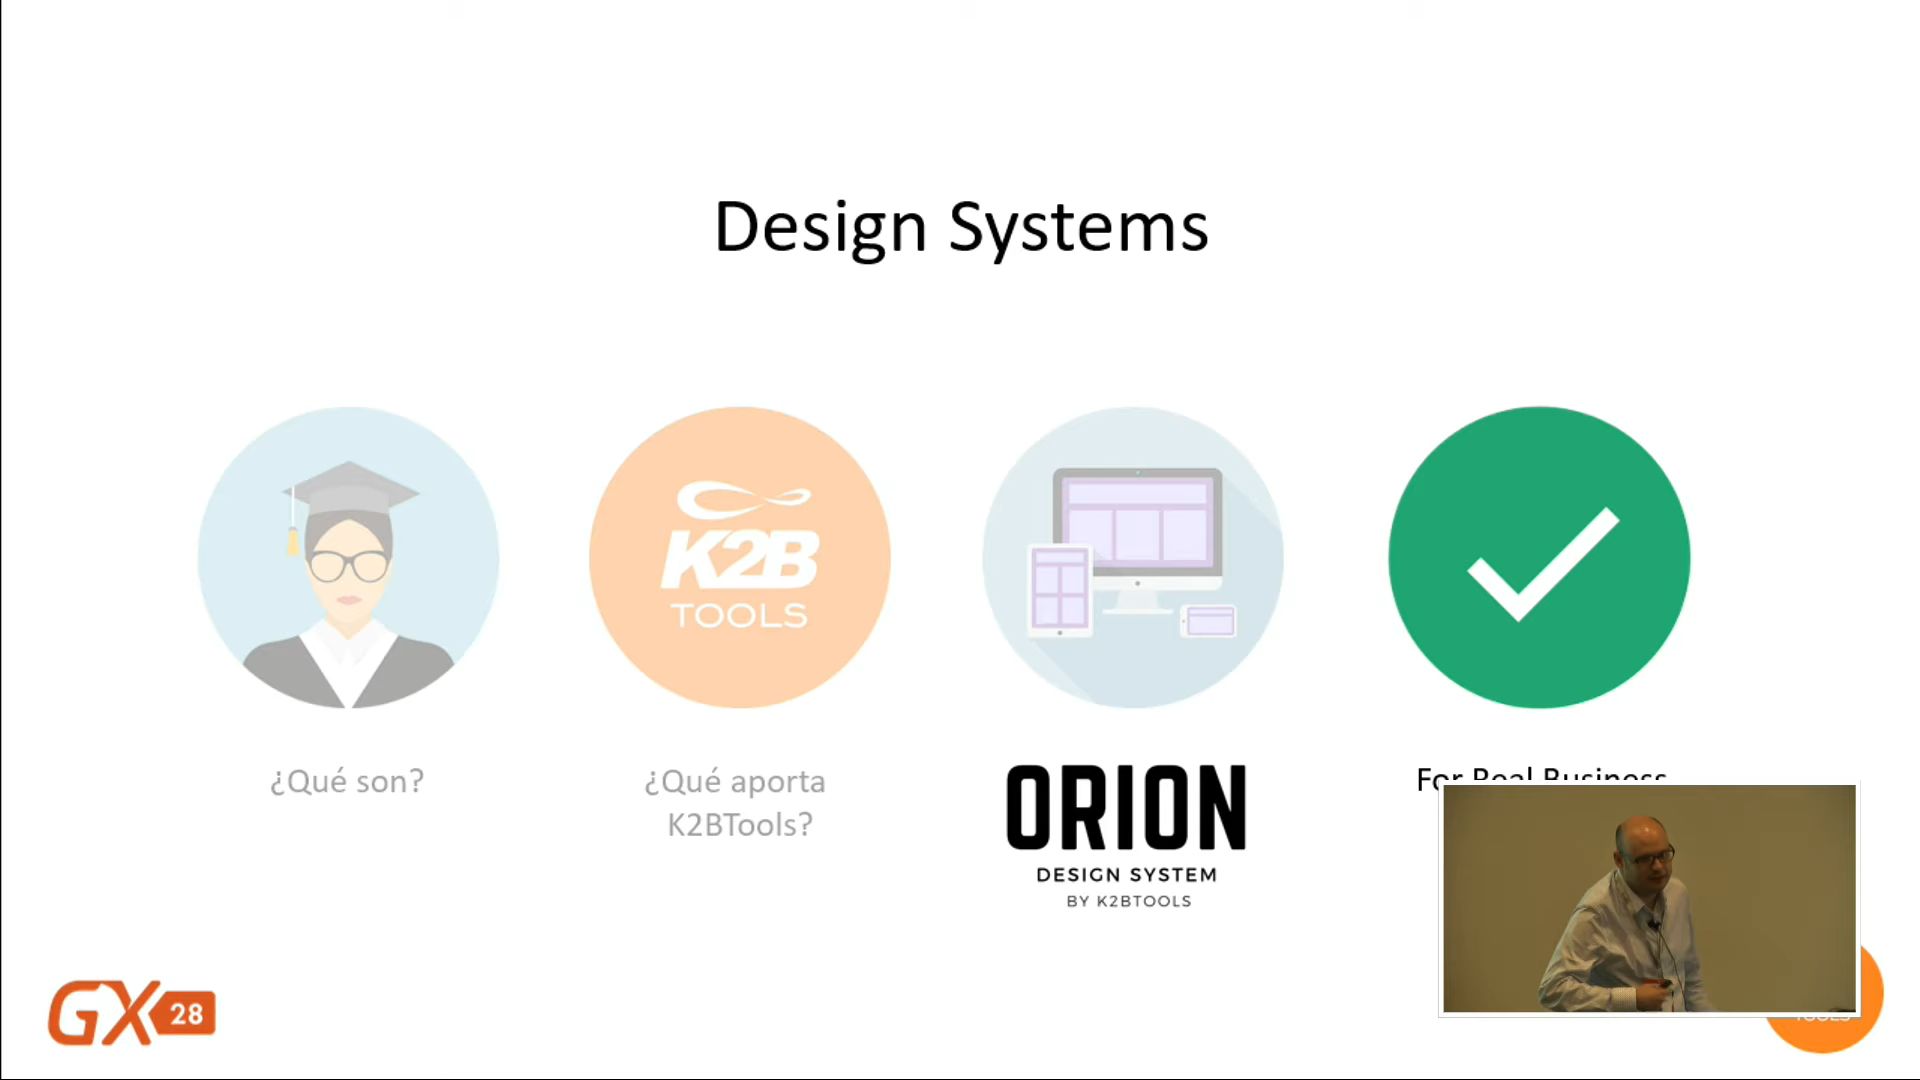 Design Systems
K2B
TOOLS
¿Qué son?
¿Qué aporta
K2BTools?
ORION
DESIGN SYSTEM
BY K2BTOOLS
For Real Business
GX 28